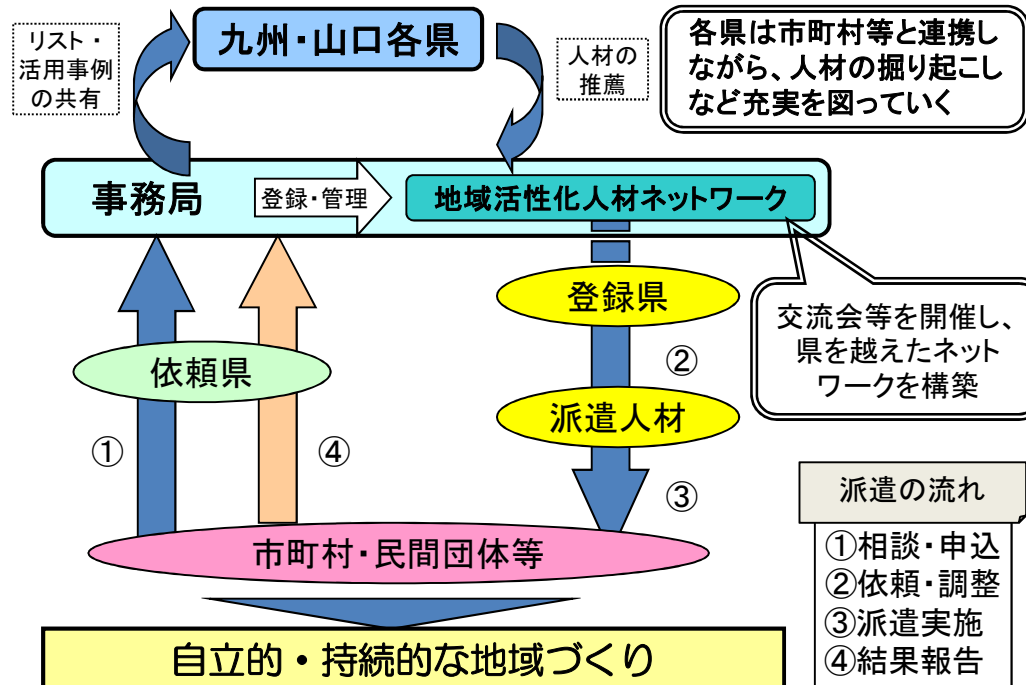 リスト・
活用事例
の共有
九州・山口各県
人材の
推薦
各県は市町村等と連携し
ながら、人材の掘り起こし
など充実を図っていく
事務局
登録・管理
地域活性化人材ネットワーク
登録県
交流会等を開催し、
県を越えたネット
ワークを構築
依頼県
②
派遣人材
①
④
③
市町村・民間団体等
派遣の流れ
①相談・申込
②依頼・調整
③派遣実施
④結果報告
自立的・持続的な地域づくり